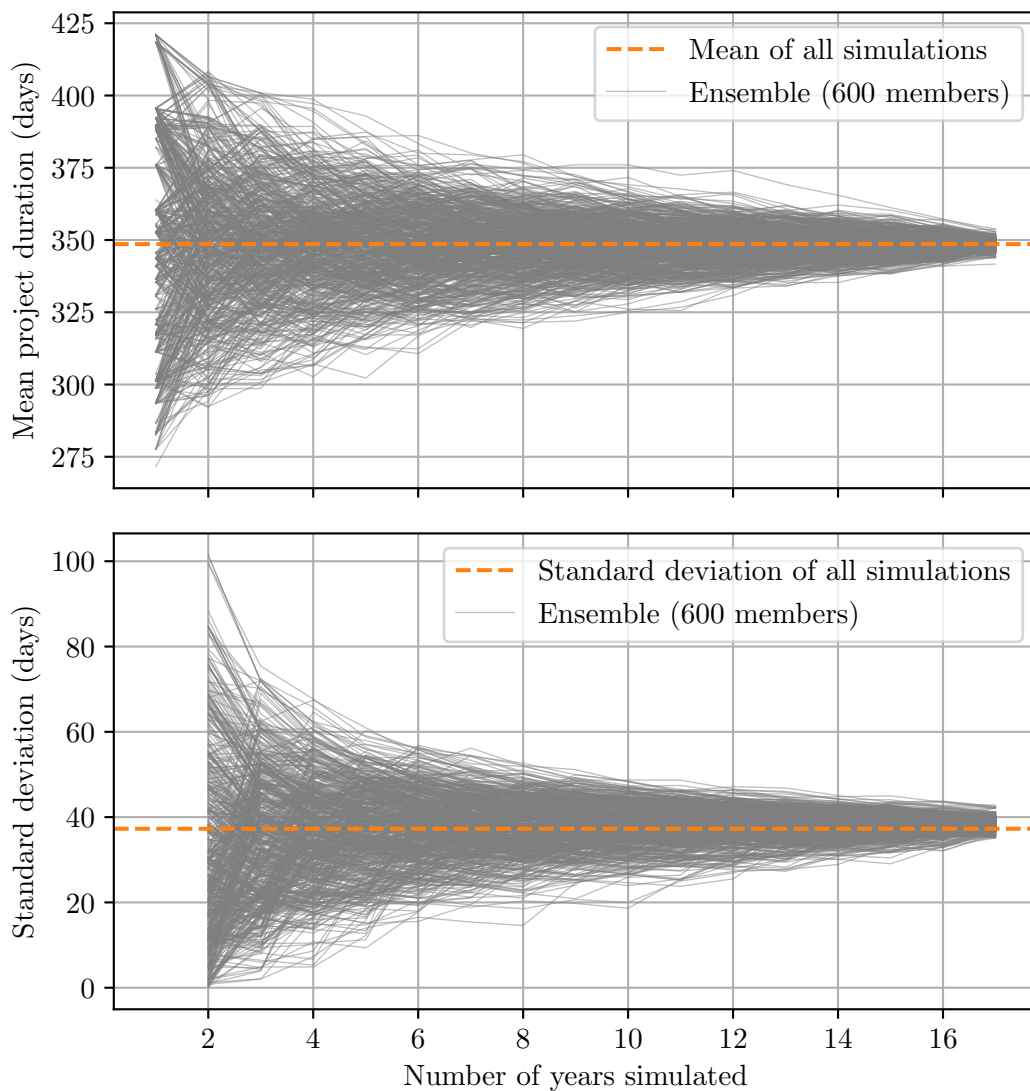 425
400
375
350
325
300
275
Mean project duration (days)
Mean of all simulations
Ensemble (600 members)
100
80
60
40
20
0
Standard deviation (days)
Standard deviation of all simulations
Ensemble (600 members)
2 4 6 8 10 12 14 16
Number of years simulated